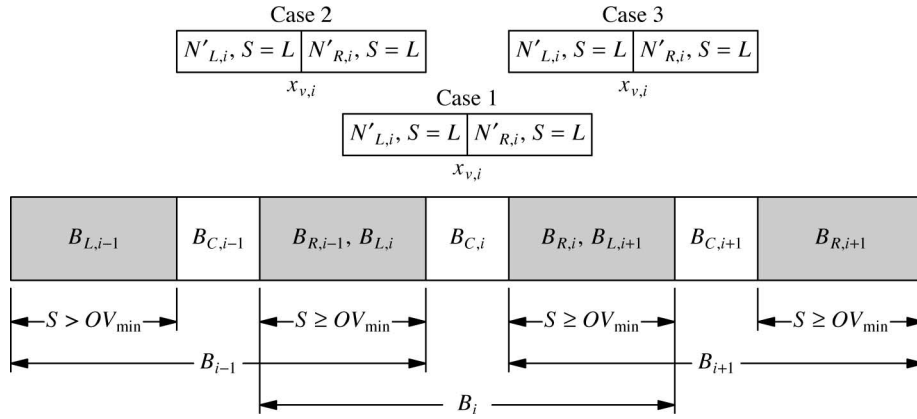 Case 2 Case 3
N′L,i, S = L N′R,i, S = L N′L,i, S = L N′R,i, S = L
xv,i xv,i
Case 1
N′L,i, S = L N′R,i, S = L
xv,i
BL,i−1 BC,i−1 BR,i−1, BL,i BC,i BR,i, BL,i+1 BC,i+1 BR,i+1
S > OVmin S ≥ OVmin S ≥ OVmin S ≥ OVmin
Bi−1 Bi+1
Bi